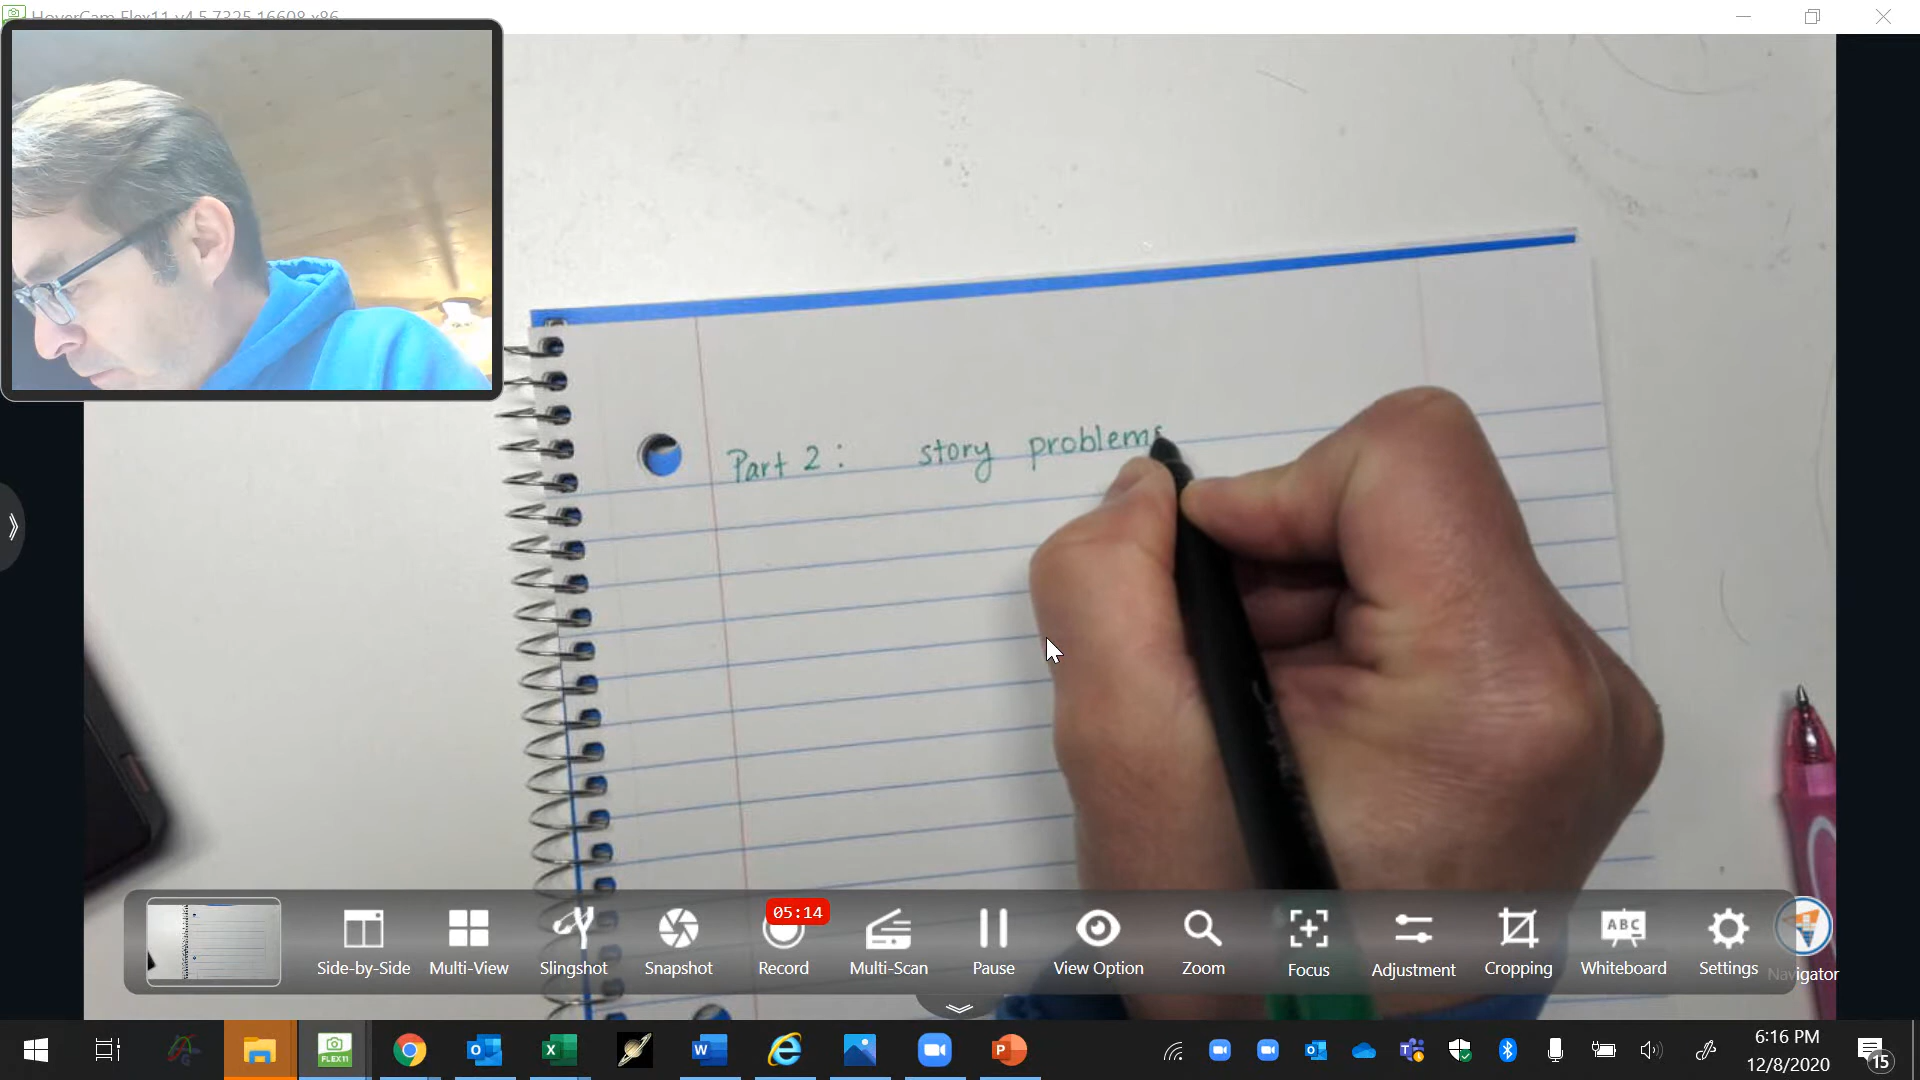 HoverCam Flex11 v4.5.7325.16608 x86
Part 2: story problems
05:14
Side-by-Side Multi-View Slingshot Snapshot Record Multi-Scan Pause View Option Zoom Focus Adjustment Cropping ABC Whiteboard Settings Navigator
FLEX11
6:16 PM
12/8/2020
15